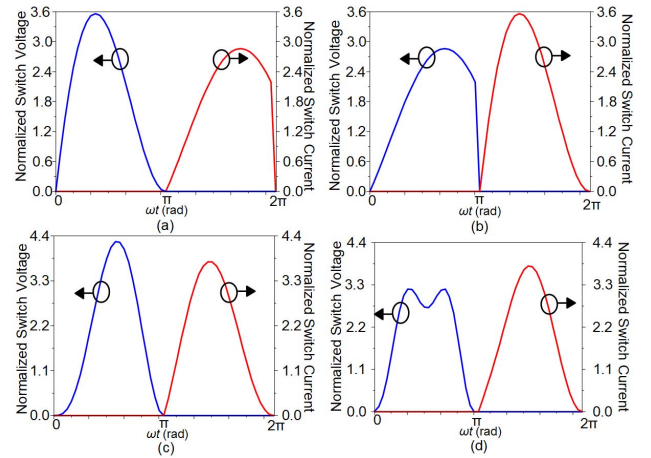 3.6
3.0
2.4
1.8
1.2
0.6
0.0
Normalized Switch Voltage
3.6
3.0
2.4
1.8
1.2
0.6
0.0
Normalized Switch Current
0
π
2π
ωt (rad)
(a)
3.6
3.0
2.4
1.8
1.2
0.6
0.0
Normalized Switch Voltage
3.6
3.0
2.4
1.8
1.2
0.6
0.0
Normalized Switch Current
0
π
2π
ωt (rad)
(b)
4.4
3.3
2.2
1.1
0.0
Normalized Switch Voltage
4.4
3.3
2.2
1.1
0.0
Normalized Switch Current
0
π
2π
ωt (rad)
(c)
4.4
3.3
2.2
1.1
0.0
Normalized Switch Voltage
4.4
3.3
2.2
1.1
0.0
Normalized Switch Current
0
π
2π
ωt (rad)
(d)